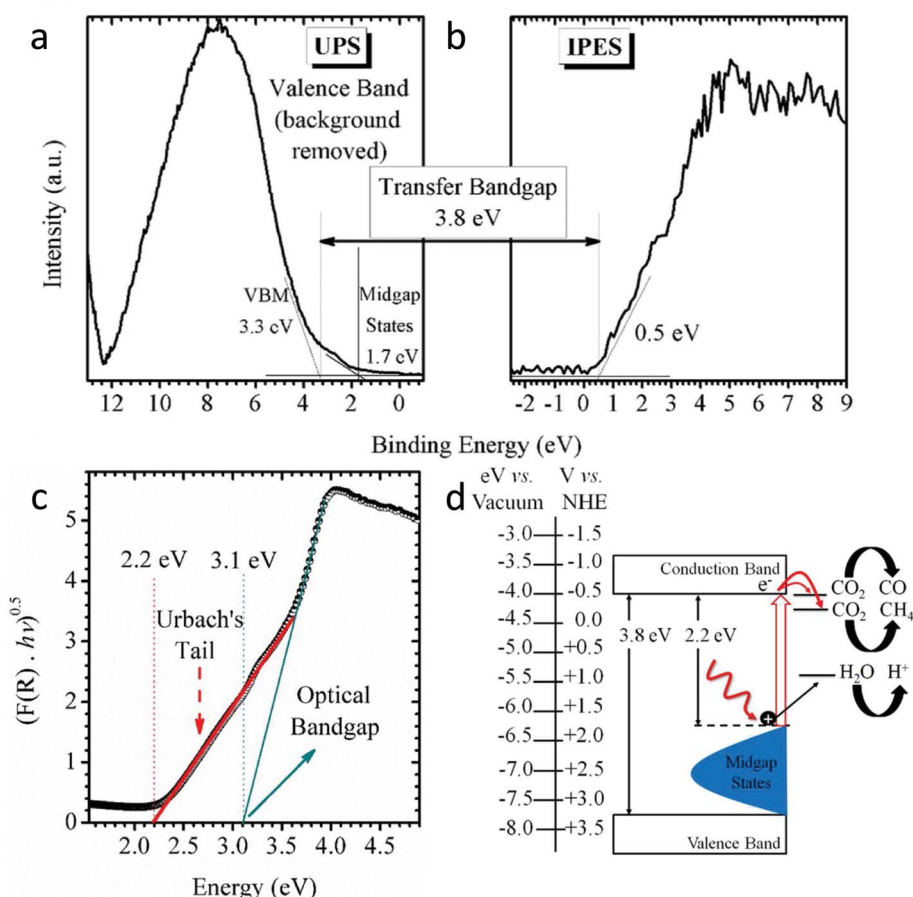 a
UPS
b
IPES
Valence Band
(background
removed)
Transfer Bandgap
3.8 eV
VBM
3.3 eV
Midgap
States
1.7 eV
0.5 eV
Intensity (a.u.)
12 10 8 6 4 2 0
-2 -1 0 1 2 3 4 5 6 7 8 9
Binding Energy (eV)
c
2.2 eV
3.1 eV
Urbach's
Tail
Optical
Bandgap
(F(R) . hν)^0.5
5
4
3
2
1
0
2.0 2.5 3.0 3.5 4.0 4.5
Energy (eV)
d
eV vs. V vs.
Vacuum NHE
-3.0 -1.5
-3.5 -1.0
-4.0 -0.5
-4.5 0.0
-5.0 +0.5
-5.5 +1.0
-6.0 +1.5
-6.5 +2.0
-7.0 +2.5
-7.5 +3.0
-8.0 +3.5
Conduction Band
e-
3.8 eV
2.2 eV
+
Midgap
States
Valence Band
CO2 CO
CO2 CH4
H2O H+